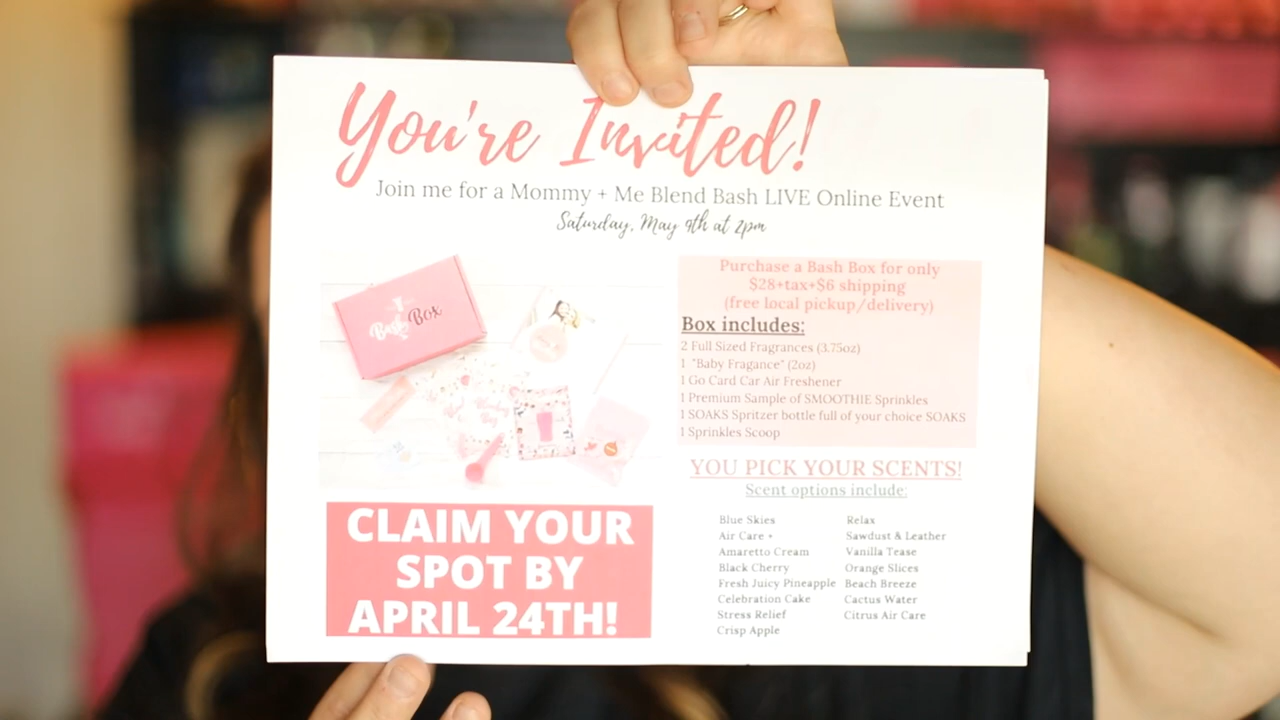 You're Invited!
Join me for a Mommy + Me Blend Bash LIVE Online Event
Saturday, May 9th at 2pm
Bash Box
Purchase a Bash Box for only
$28+tax+$6 shipping
(free local pickup/delivery)
Box includes:
2 Full Sized Fragrances (3.75oz)
1 "Baby Fragance" (2oz)
1 Go Card Car Air Freshener
1 Premium Sample of SMOOTHIE Sprinkles
1 SOAKS Spritzer bottle full of your choice SOAKS
1 Sprinkles Scoop
CLAIM YOUR
SPOT BY
APRIL 24TH!
YOU PICK YOUR SCENTS!
Scent options include:
Blue Skies
Air Care •
Amaretto Cream
Black Cherry
Fresh Juicy Pineapple
Celebration Cake
Stress Relief
Crisp Apple
Relax
Sawdust & Leather
Vanilla Tease
Orange Slices
Beach Breeze
Cactus Water
Citrus Air Care